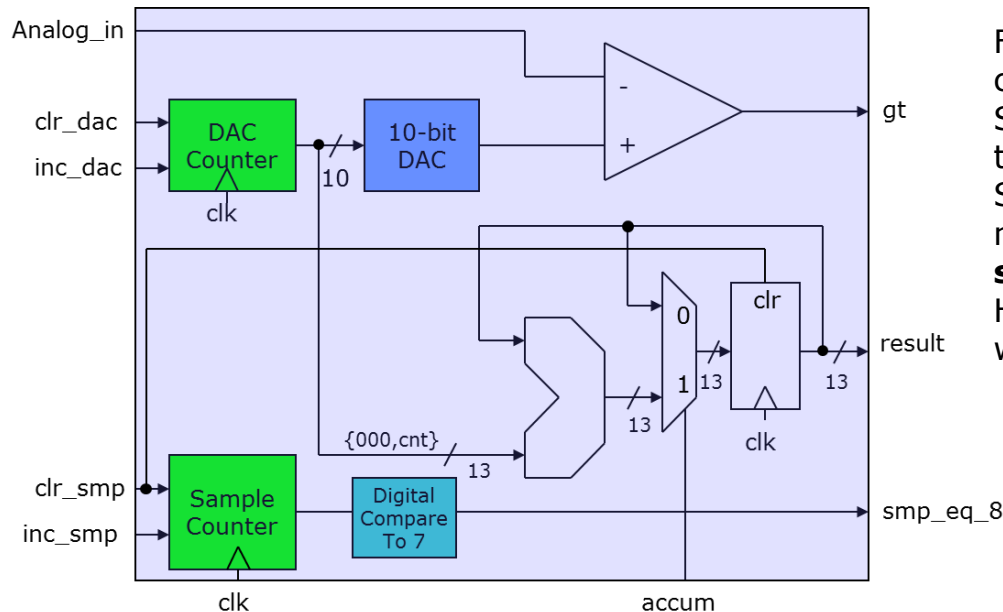 Analog_in
clr_dac
inc_dac
DAC
Counter
clk
10
10-bit
DAC
-
+
gt
0
1
clr
clk
13
13
13
result
{000,cnt}
13
clr_smp
inc_smp
Sample
Counter
clk
Digital
Compare
To 7
smp_eq_8
accum